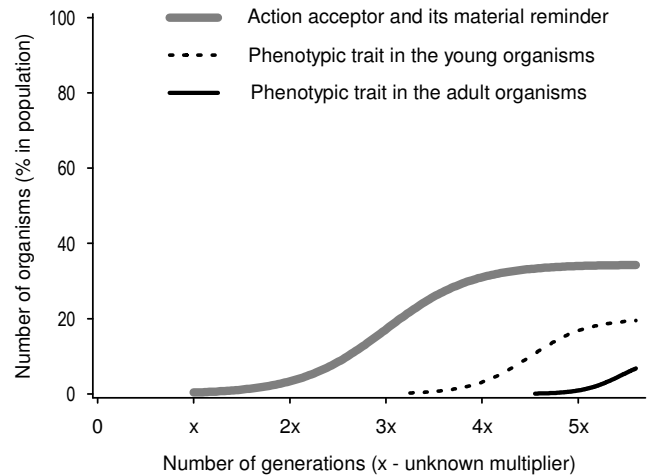 100
80
60
40
20
0
Number of organisms (% in population)
Action acceptor and its material reminder
Phenotypic trait in the young organisms
Phenotypic trait in the adult organisms
0 x 2x 3x 4x 5x
Number of generations (x - unknown multiplier)